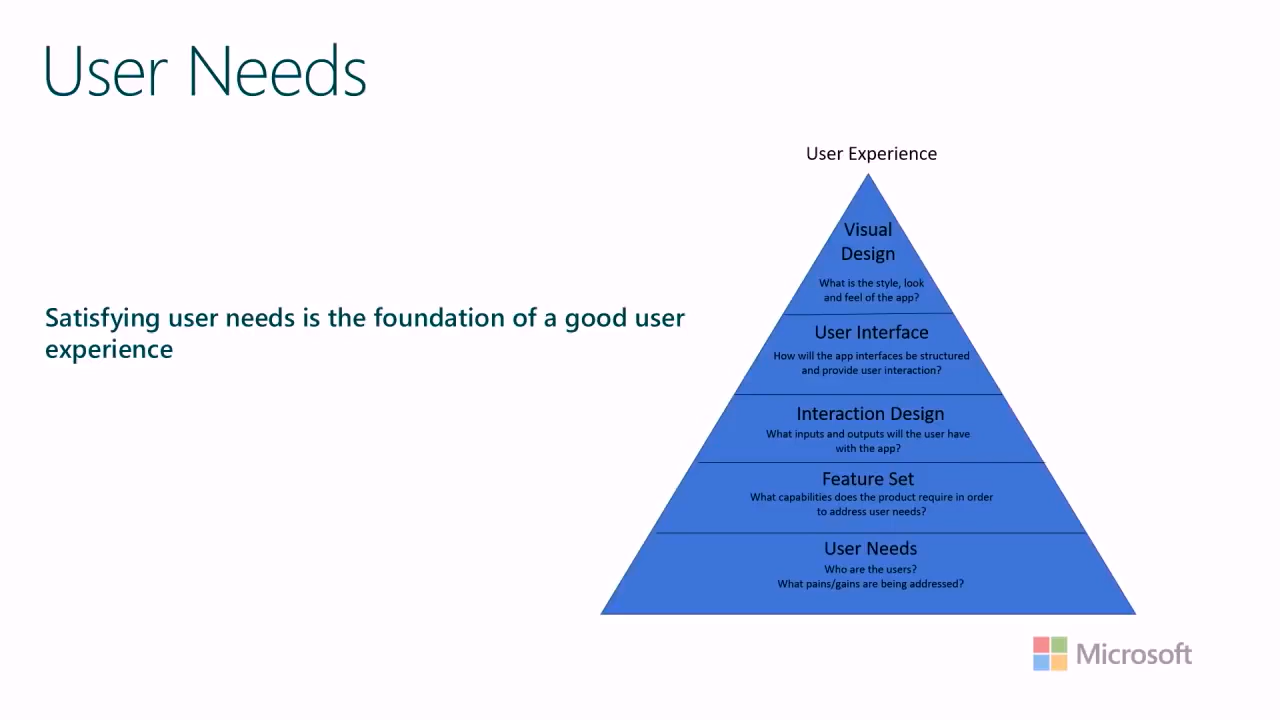 User Needs
Satisfying user needs is the foundation of a good user
experience
User Experience
Visual
Design
What is the style, look
and feel of the app?
User Interface
How will the app interfaces be structured
and provide user interaction?
Interaction Design
What inputs and outputs will the user have
with the app?
Feature Set
What capabilities does the product require in order
to address user needs?
User Needs
Who are the users?
What pains/gains are being addressed?
Microsoft